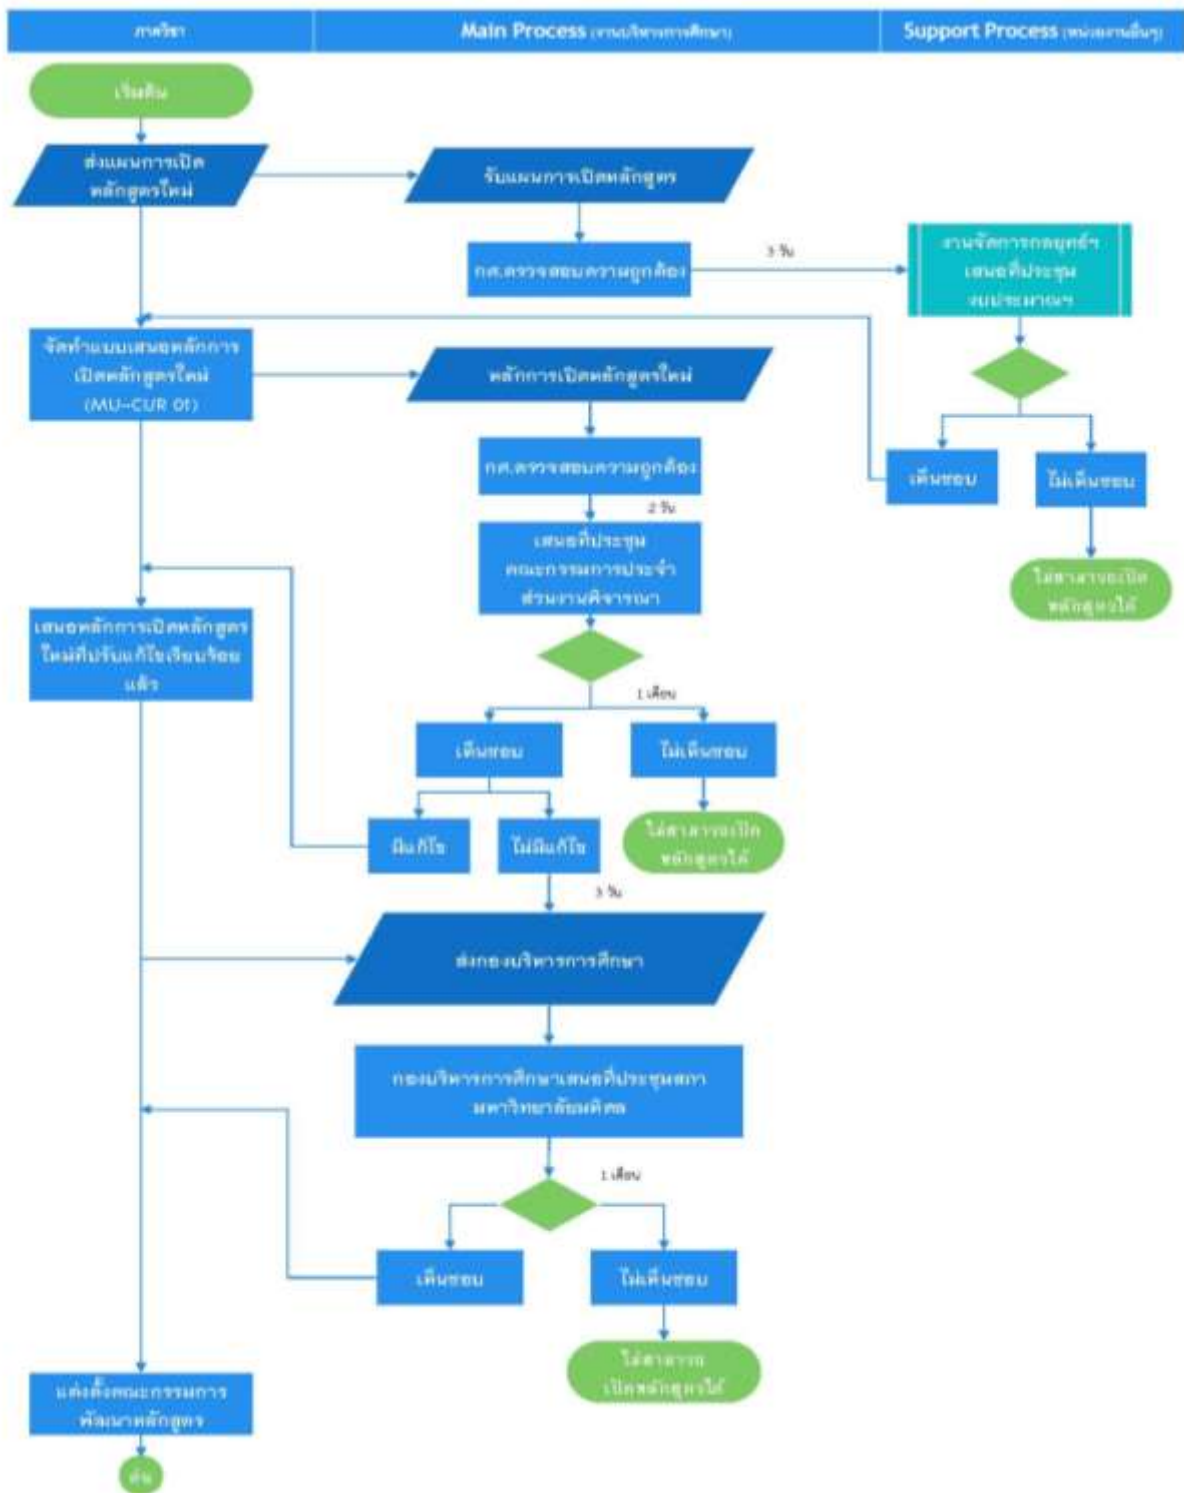 ภาควิชา
Main Process (งานบริหารการศึกษา)
Support Process (หน่วยงานอื่นๆ)
เริ่มต้น
ส่งแผนการเปิด
หลักสูตรใหม่
รับแผนการเปิดหลักสูตร
กศ.ตรวจสอบความถูกต้อง
3 วัน
งานจัดการกลยุทธ์ฯ
เสนอที่ประชุม
งบประมาณฯ
จัดทำแบบเสนอหลักการ
เปิดหลักสูตรใหม่
(MU-CUR 01)
หลักการเปิดหลักสูตรใหม่
กศ.ตรวจสอบความถูกต้อง
เห็นชอบ
ไม่เห็นชอบ
2 วัน
เสนอที่ประชุม
คณะกรรมการประจำ
ส่วนงานพิจารณา
ไม่สามารถเปิด
หลักสูตรได้
เสนอหลักการเปิดหลักสูตร
ใหม่ที่ปรับแก้ไขเรียบร้อย
แล้ว
1 เดือน
เห็นชอบ
ไม่เห็นชอบ
มีแก้ไข
ไม่มีแก้ไข
ไม่สามารถเปิด
หลักสูตรได้
3 วัน
ส่งกองบริหารการศึกษา
กองบริหารการศึกษาเสนอที่ประชุมสภา
มหาวิทยาลัยมหิดล
1 เดือน
เห็นชอบ
ไม่เห็นชอบ
ไม่สามารถ
เปิดหลักสูตรได้
แต่งตั้งคณะกรรมการ
พัฒนาหลักสูตร